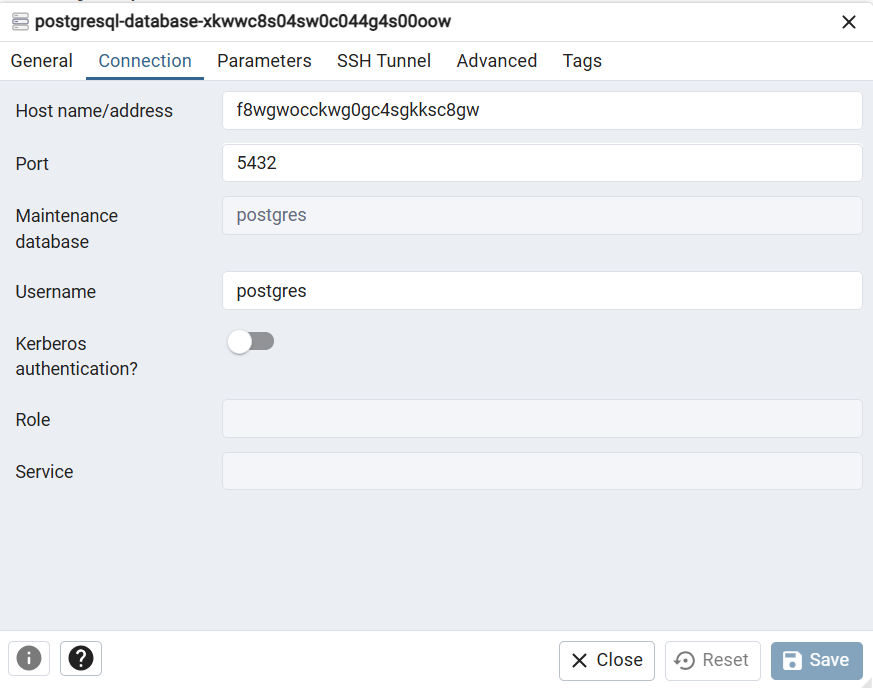 postgresql-database-xkwwc8s04sw0c044g4s00oow
General Connection Parameters SSH Tunnel Advanced Tags
Host name/address f8wgwocckwg0gc4sgkksc8gw
Port 5432
Maintenance database postgres
Username postgres
Kerberos authentication?
Role
Service
Close Reset Save